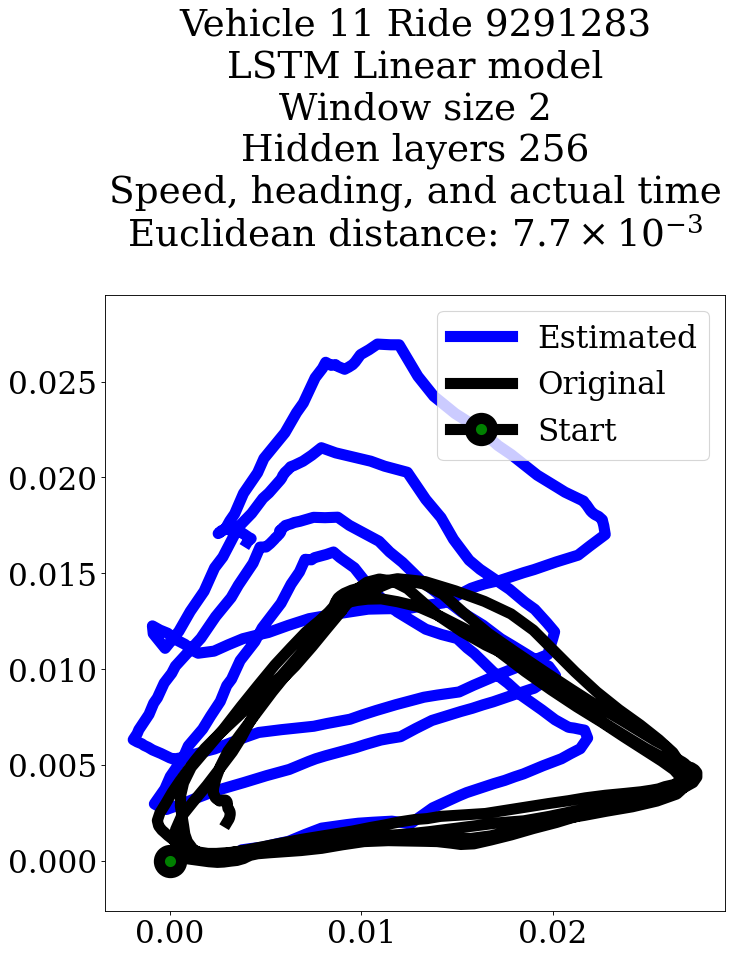 Vehicle 11 Ride 9291283
LSTM Linear model
Window size 2
Hidden layers 256
Speed, heading, and actual time
Euclidean distance: $7.7 × 10^{-3}$
Estimated
Original
Start
0.025
0.020
0.015
0.010
0.005
0.000
0.00 0.01 0.02